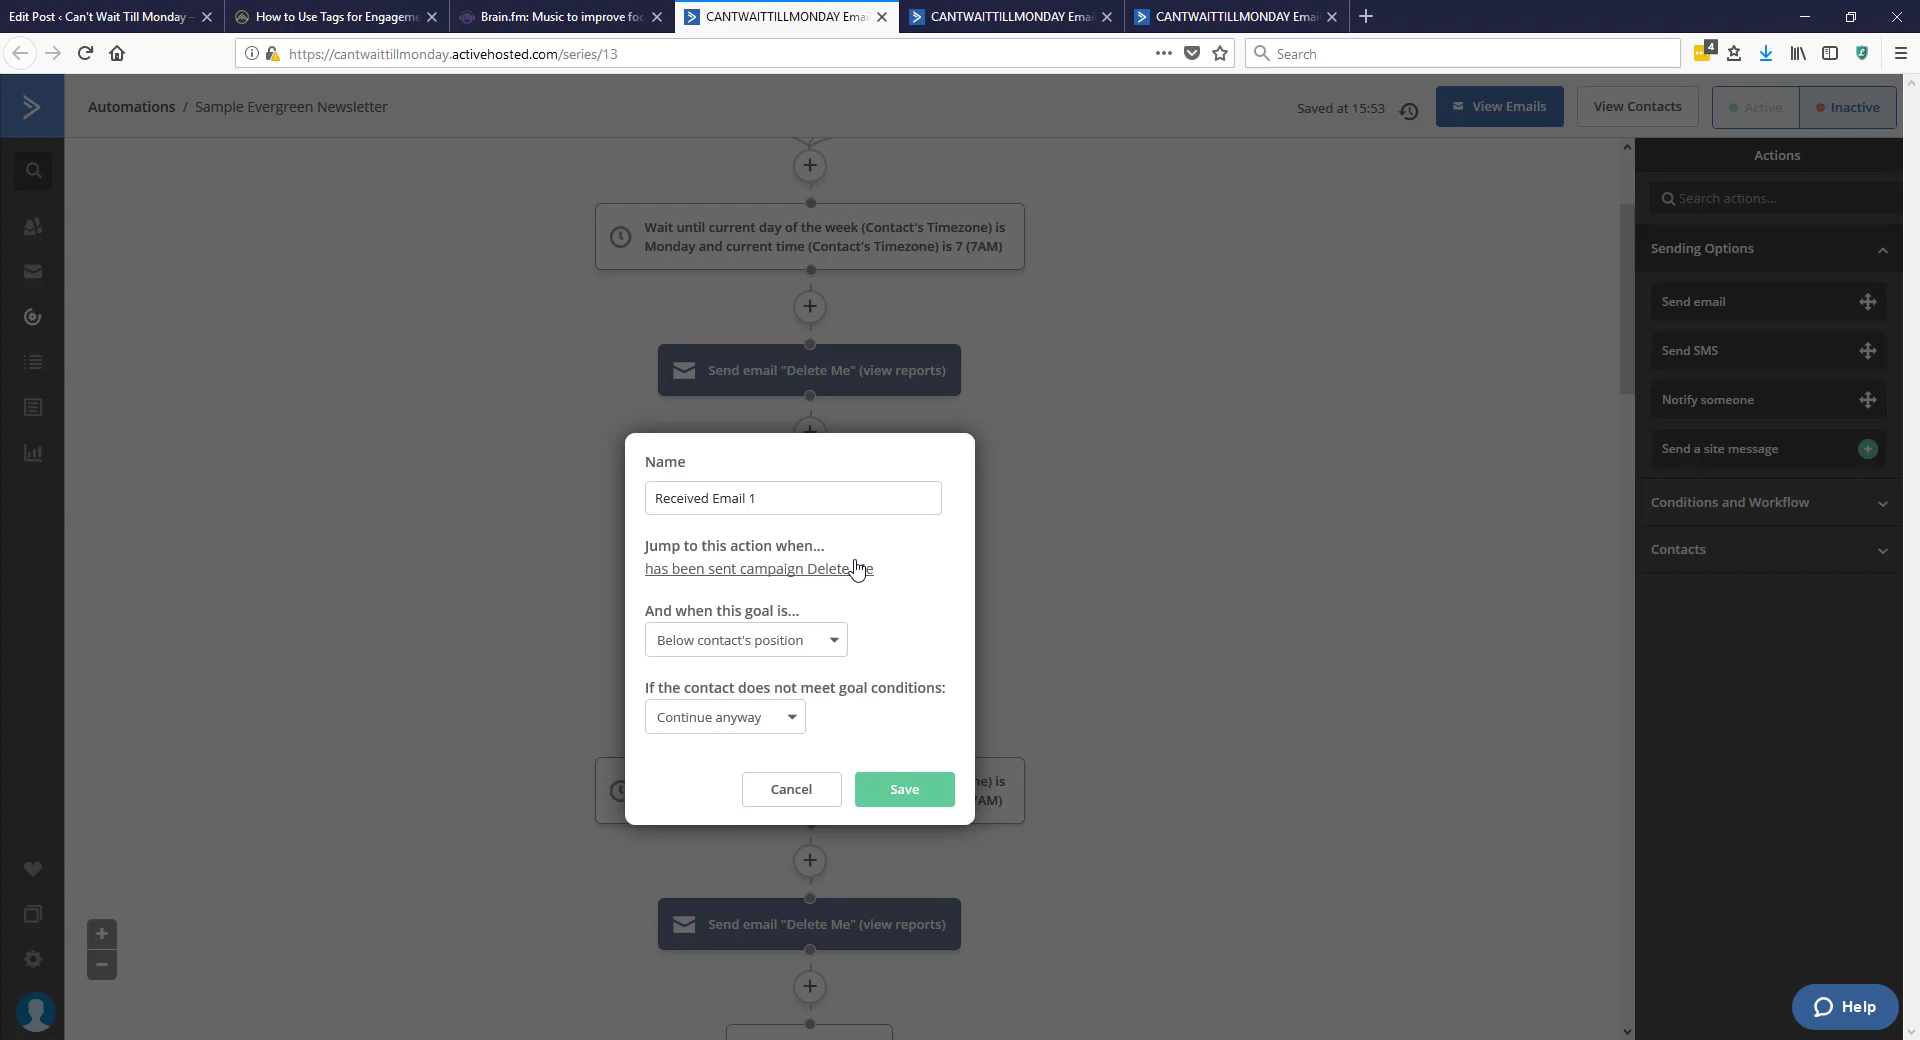 Edit Post ‹ Can't Wait Till Monday
How to Use Tags for Engageme
Brain.fm: Music to improve foc
CANTWAITTILLMONDAY Emai
CANTWAITTILLMONDAY Emai
CANTWAITTILLMONDAY Emai
https://cantwaittillmonday.activehosted.com/series/13
Search
4
Automations / Sample Evergreen Newsletter
Saved at 15:53
View Emails
View Contacts
Active
Inactive
Actions
Search actions...
Sending Options
Send email
Send SMS
Notify someone
Send a site message
Conditions and Workflow
Contacts
Wait until current day of the week (Contact's Timezone) is
Monday and current time (Contact's Timezone) is 7 (7AM)
Send email "Delete Me" (view reports)
Name
Received Email 1
Jump to this action when...
has been sent campaign Delete
And when this goal is...
Below contact's position
If the contact does not meet goal conditions:
Continue anyway
Cancel
Save
ne) is
7AM)
Send email "Delete Me" (view reports)
Help